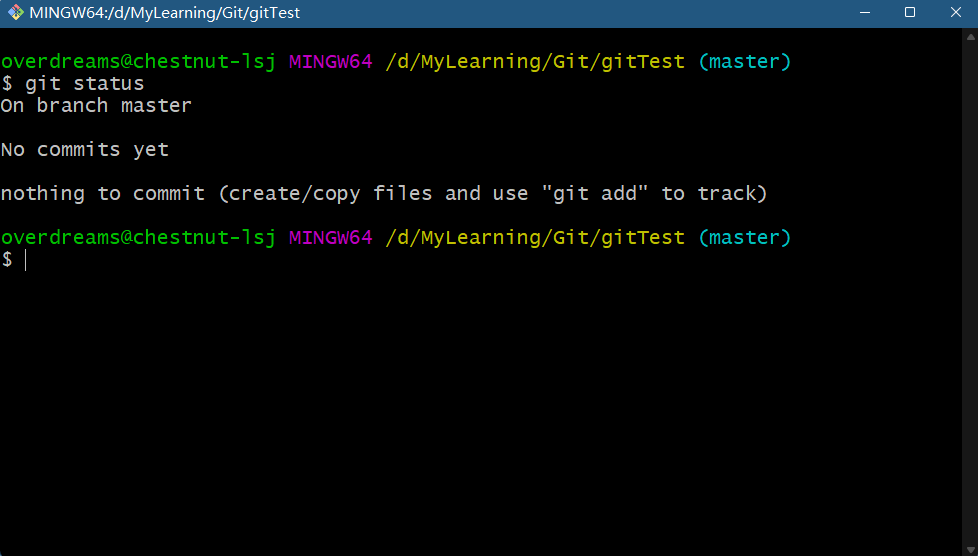 MINGW64:/d/MyLearning/Git/gitTest
overdreams@chestnut-lsj MINGW64 /d/MyLearning/Git/gitTest (master)
$ git status
On branch master
No commits yet
nothing to commit (create/copy files and use "git add" to track)
overdreams@chestnut-lsj MINGW64 /d/MyLearning/Git/gitTest (master)
$